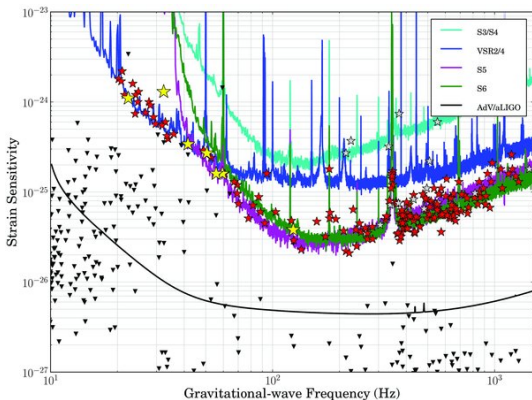 10⁻²³
10⁻²⁴
10⁻²⁵
10⁻²⁶
10⁻²⁷
Strain Sensitivity
S3/S4
VSR2/4
S5
S6
AdV/aLIGO
10¹
10²
10³
Gravitational-wave Frequency (Hz)